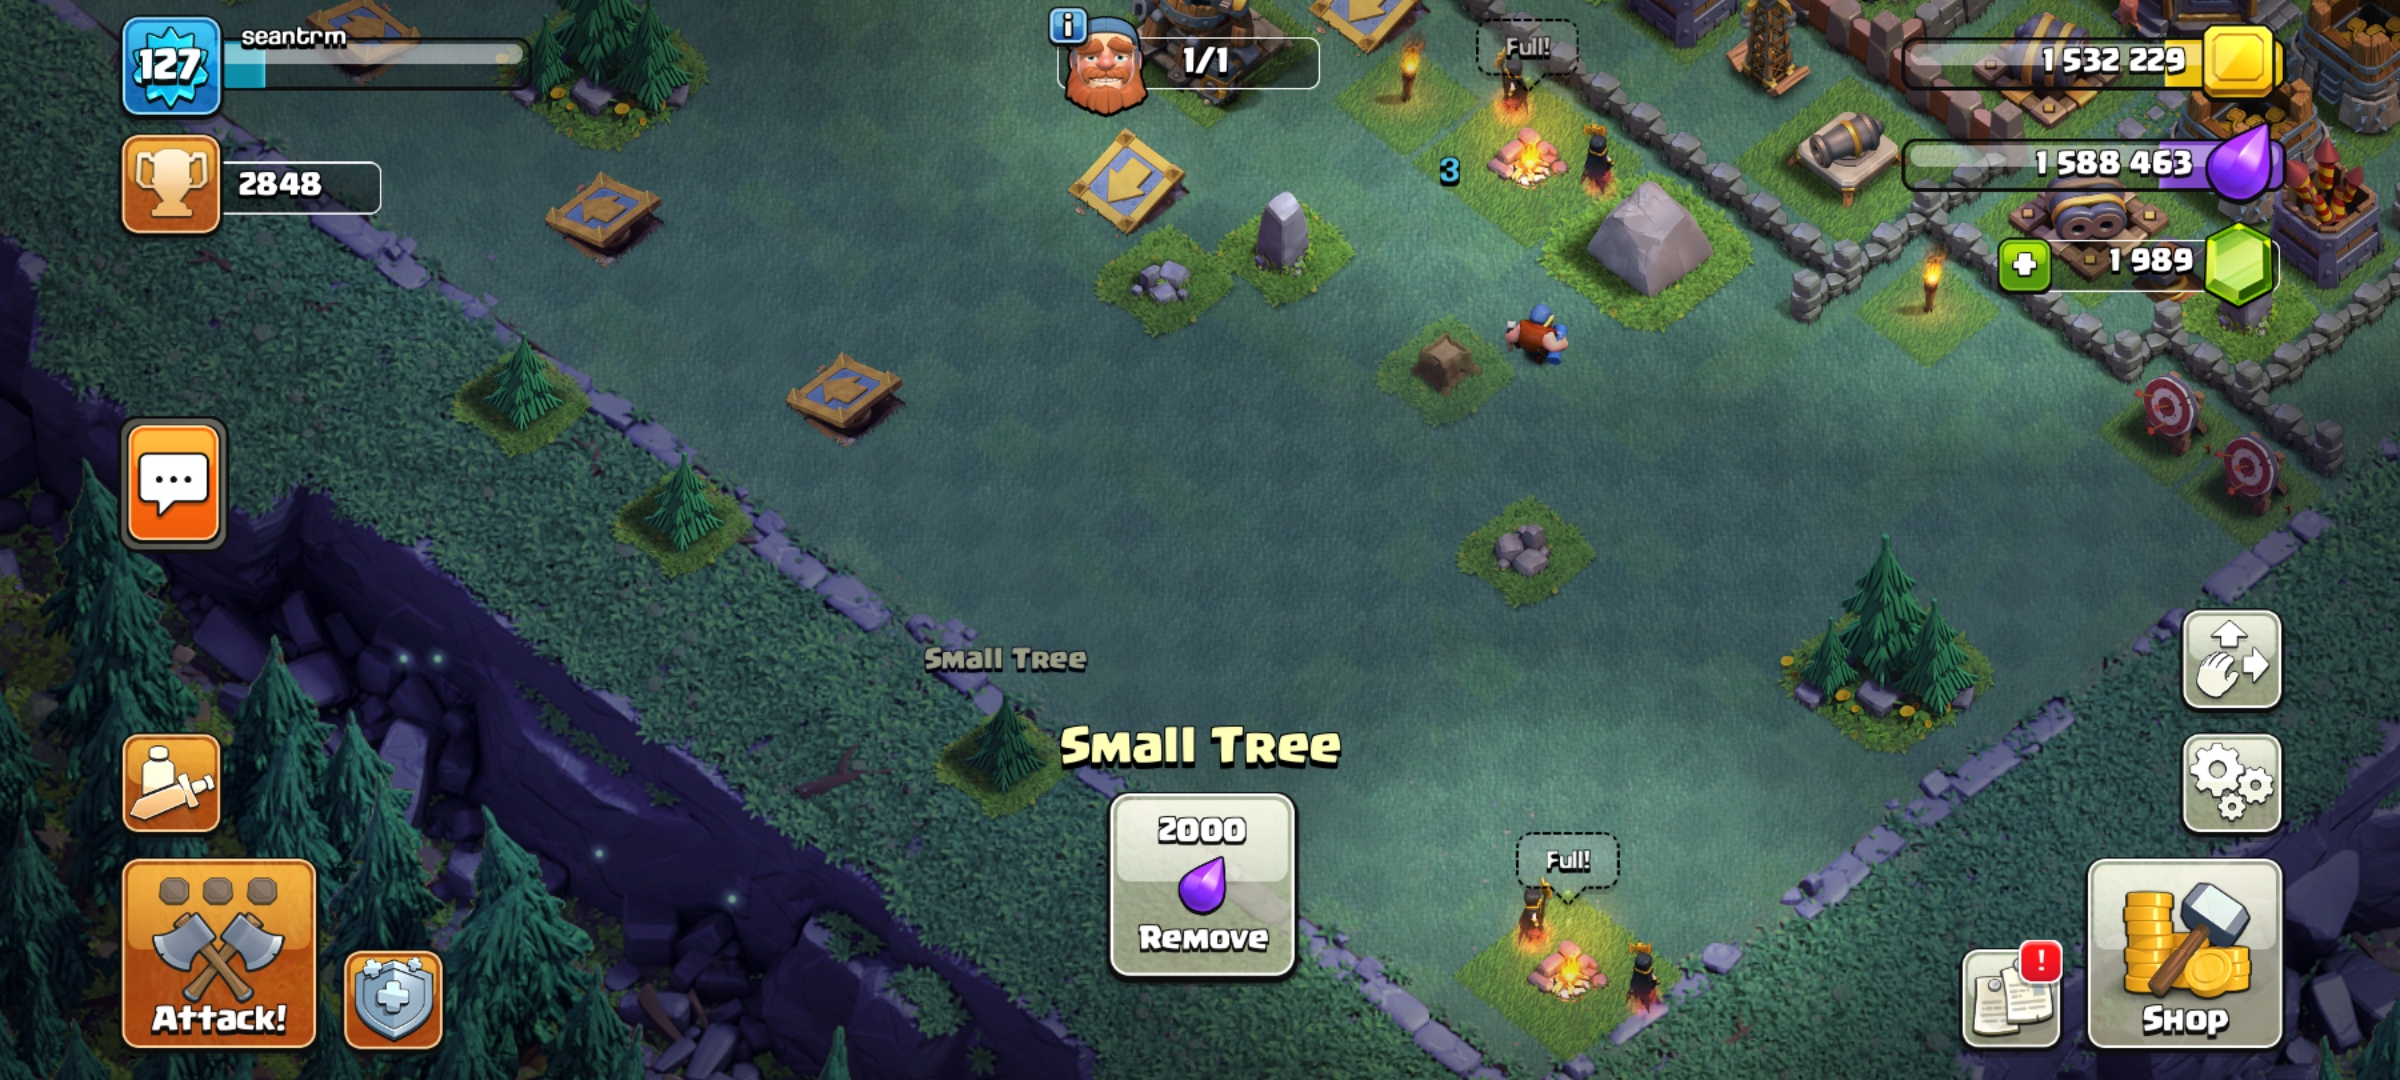 127
seantrm
i
1/1
Full!
1 532 229
2848
3
1 588 463
1 989
Small Tree
Small Tree
2000
Remove
Full!
Attack!
!
Shop